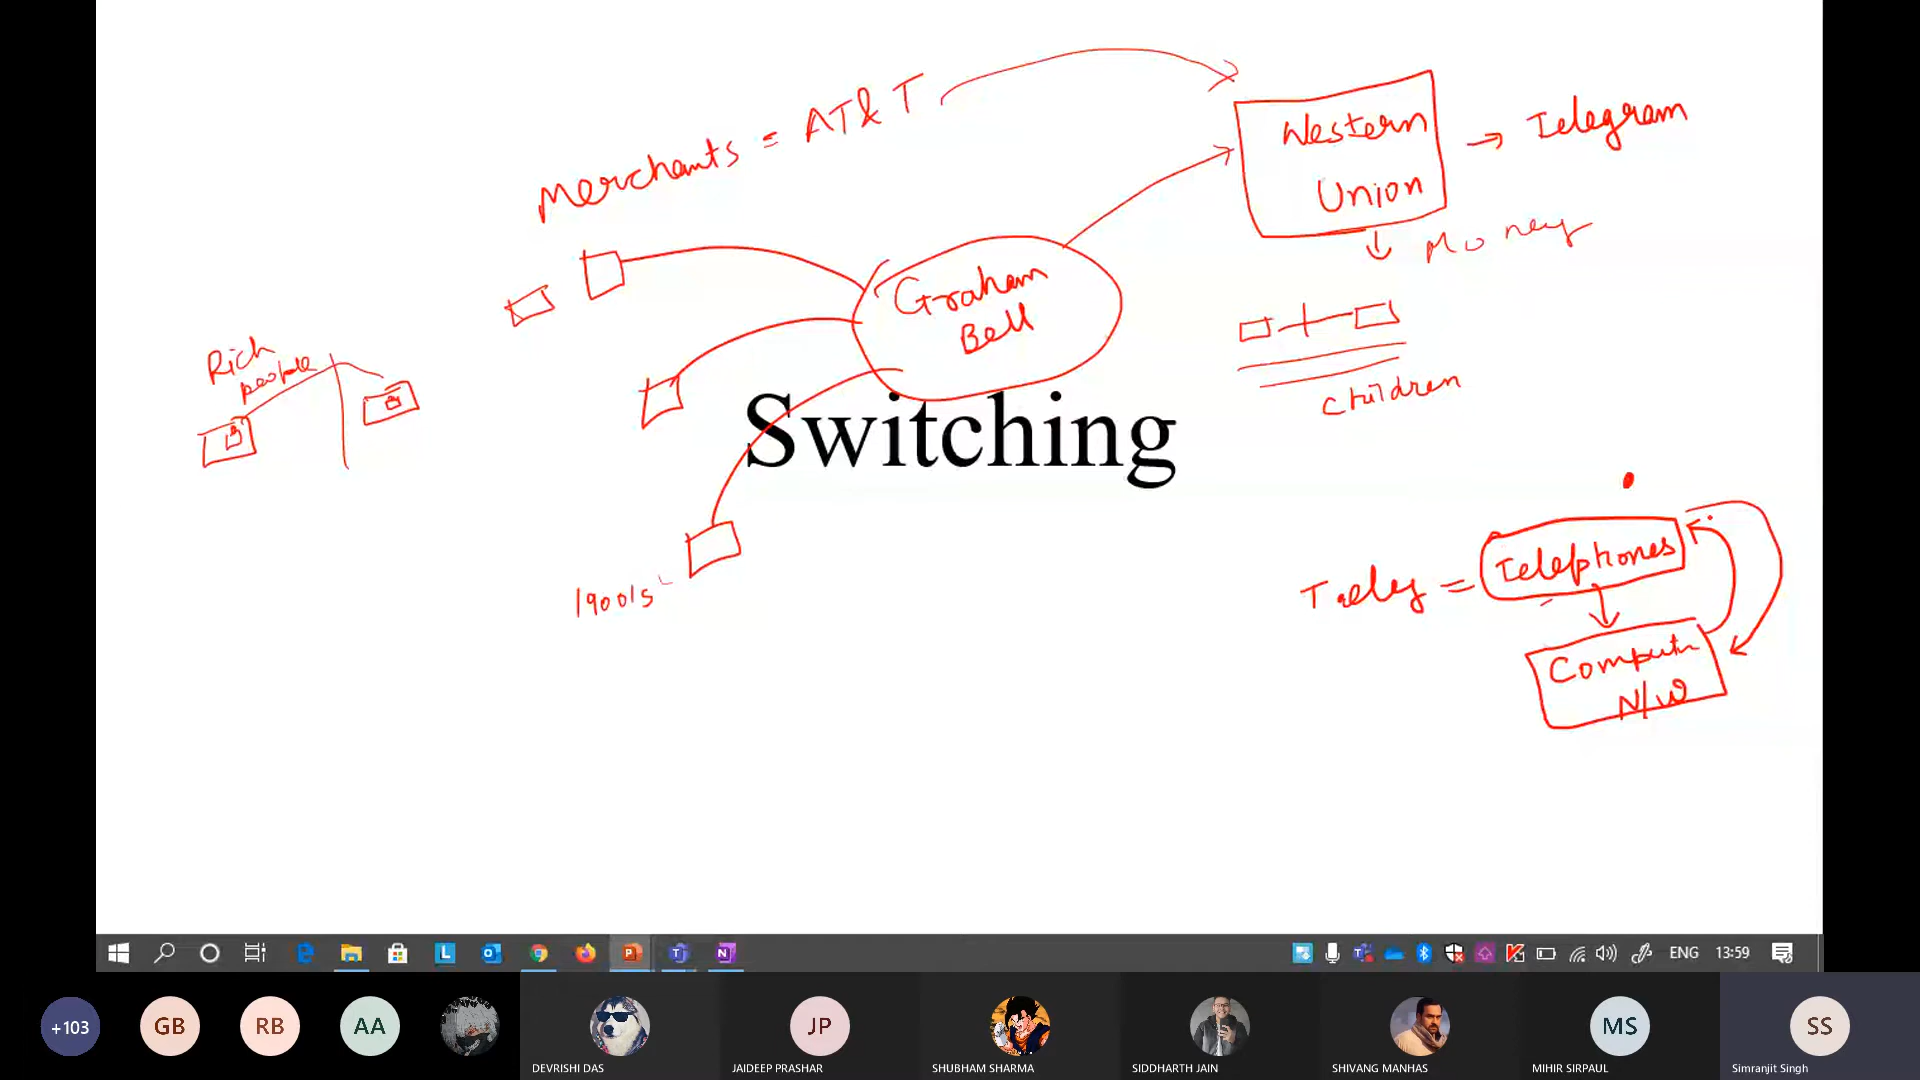 Merchants = AT&T
Western
Union
→ Telegram
Money
Graham
Bell
Rich
people
Children
Switching
1900's
= Telephones
Computer
N/W
ENG
13:59
+103
GB
RB
AA
JP
MS
SS
DEVRISHI DAS
JAIDEEP PRASHAR
SHUBHAM SHARMA
SIDDHARTH JAIN
SHIVANG MANHAS
MIHIR SIRPAUL
Simranjit Singh